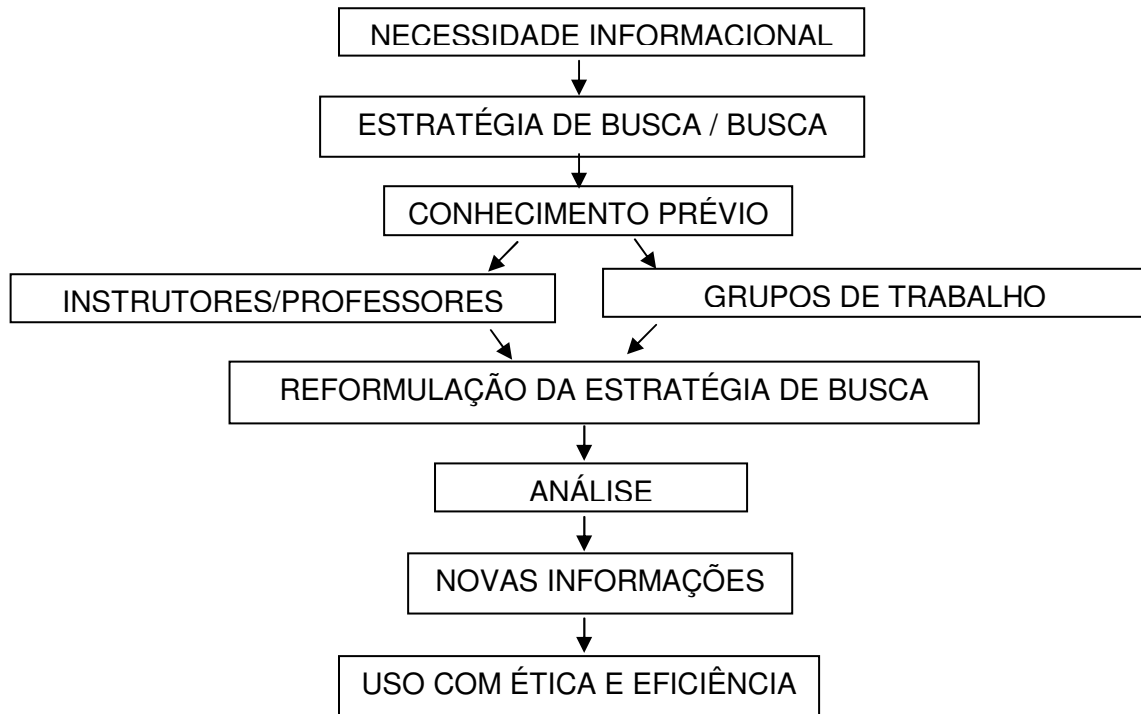 NECESSIDADE INFORMACIONAL
ESTRATÉGIA DE BUSCA / BUSCA
CONHECIMENTO PRÉVIO
INSTRUTORES/PROFESSORES
GRUPOS DE TRABALHO
REFORMULAÇÃO DA ESTRATÉGIA DE BUSCA
ANÁLISE
NOVAS INFORMAÇÕES
USO COM ÉTICA E EFICIÊNCIA